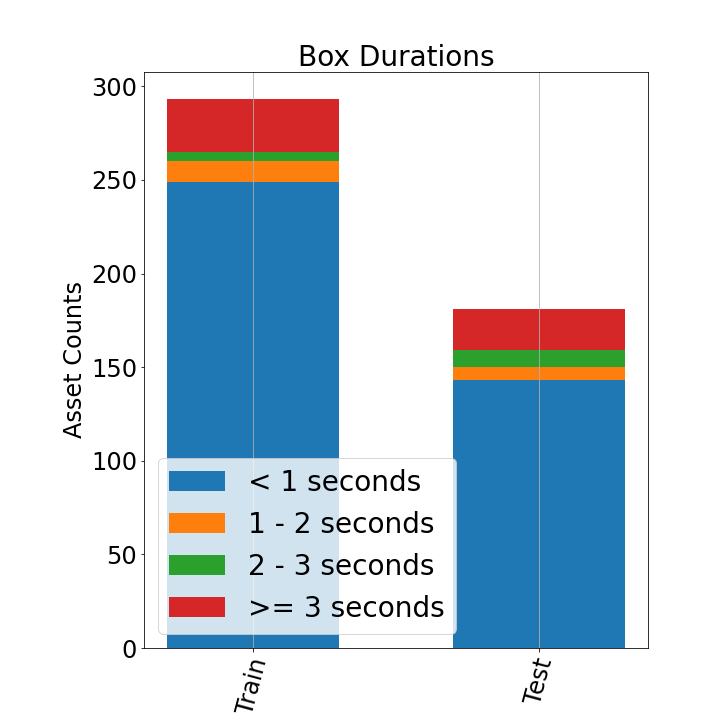 Box Durations
Asset Counts
300
250
200
150
100
50
0
< 1 seconds
1 - 2 seconds
2 - 3 seconds
>= 3 seconds
Train
Test